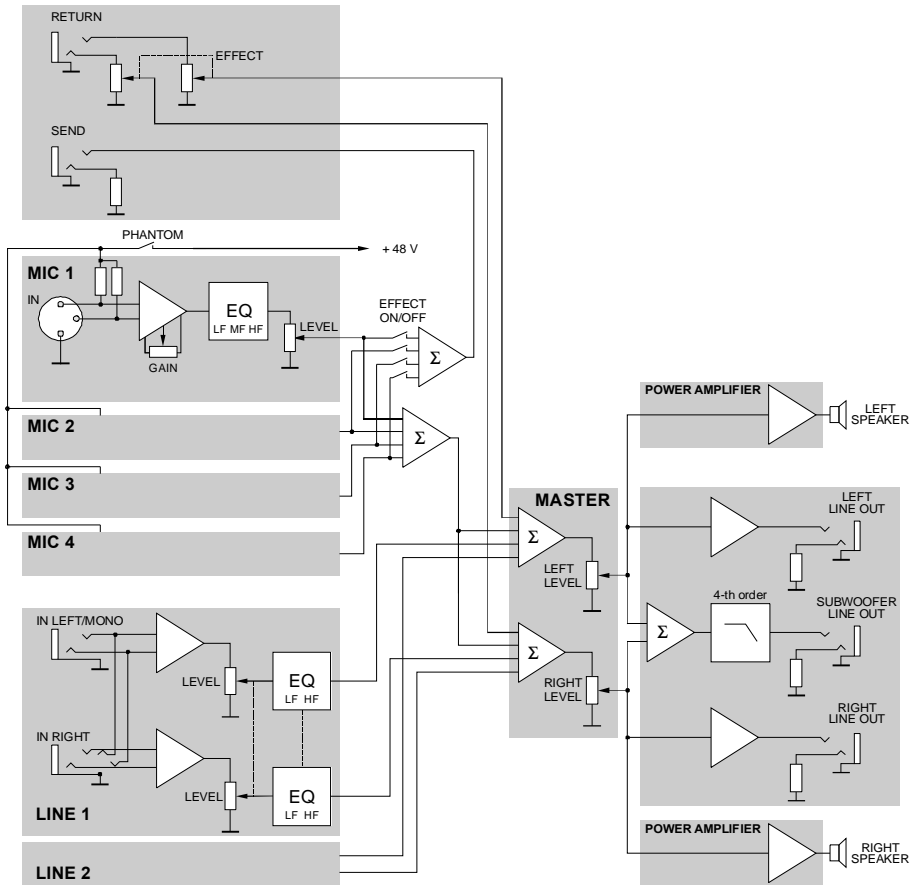 RETURN
EFFECT
SEND
PHANTOM
+ 48 V
MIC 1
IN
EQ
LF MF HF
LEVEL
GAIN
EFFECT
ON/OFF
Σ
MIC 2
Σ
MIC 3
MIC 4
MASTER
Σ
LEFT
LEVEL
Σ
RIGHT
LEVEL
POWER AMPLIFIER
LEFT
SPEAKER
LEFT
LINE OUT
4-th order
Σ
SUBWOOFER
LINE OUT
RIGHT
LINE OUT
POWER AMPLIFIER
RIGHT
SPEAKER
IN LEFT/MONO
LEVEL
EQ
LF HF
IN RIGHT
LEVEL
EQ
LF HF
LINE 1
LINE 2